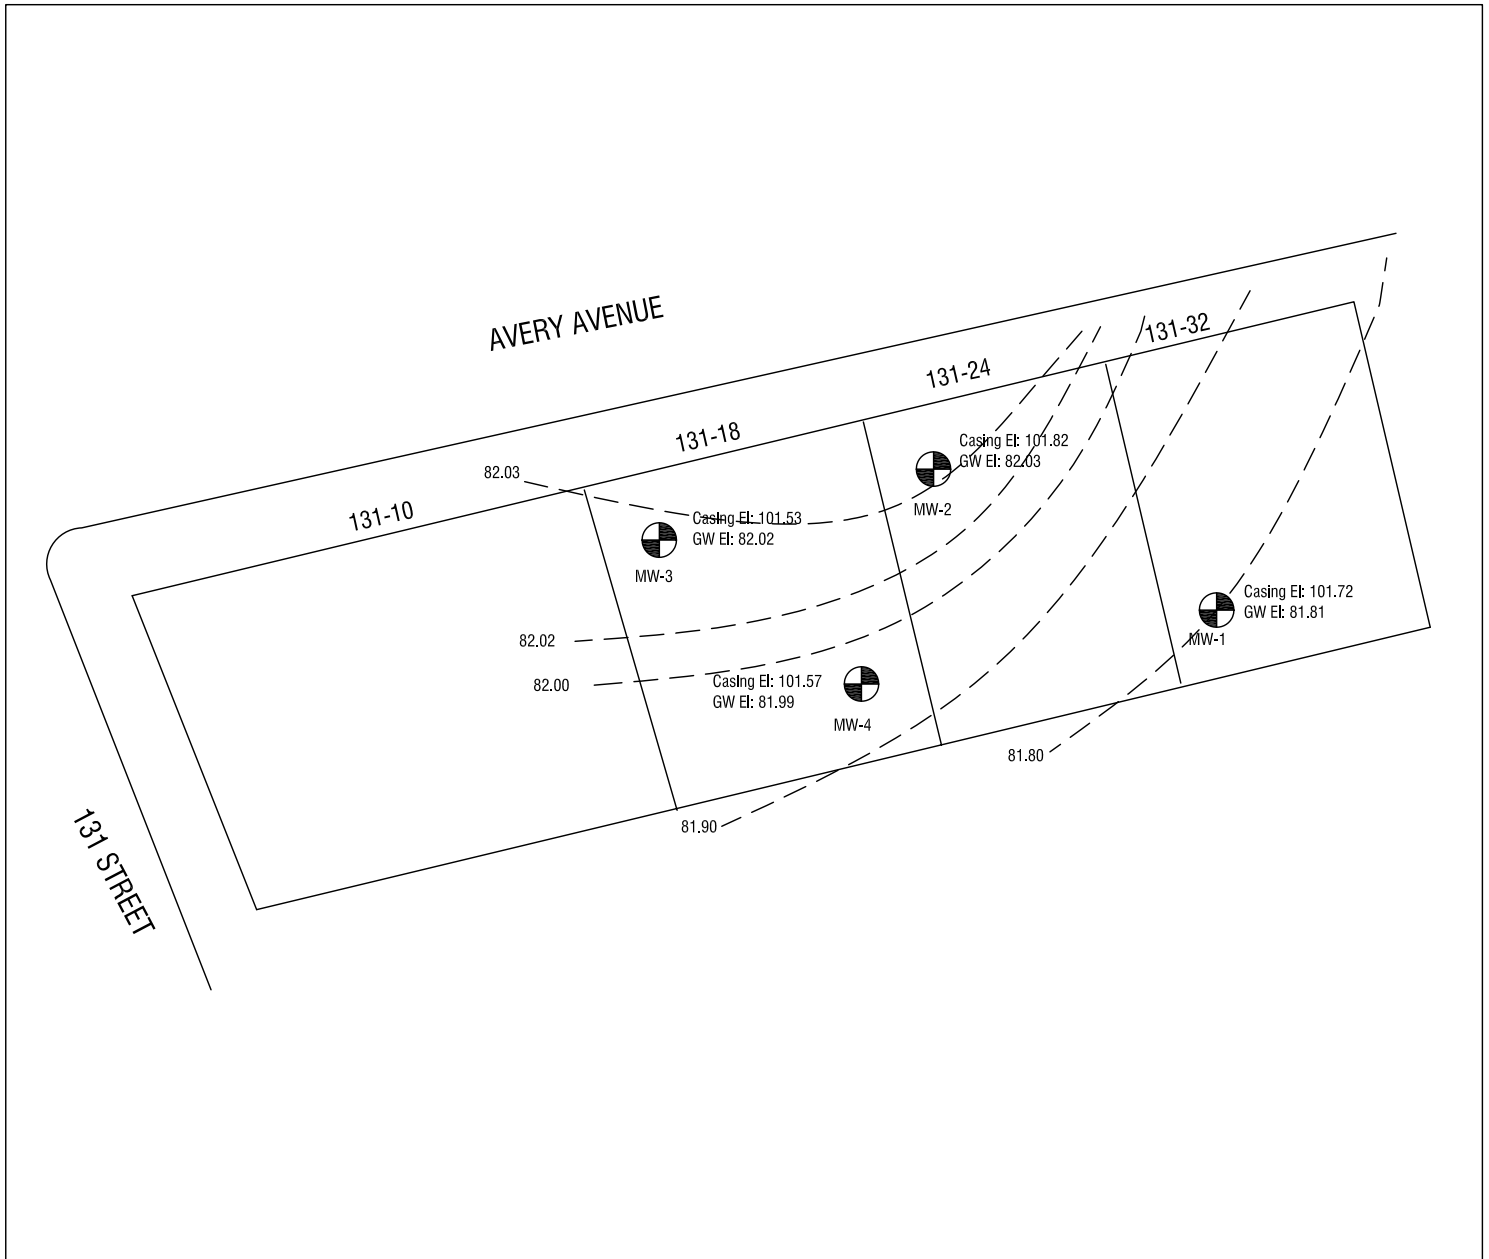 AVERY AVENUE
131-32
131-24
131-18
131-10
Casing El: 101.82
GW El: 82.03
MW-2
82.03
Casing El: 101.53
GW El: 82.02
MW-3
Casing El: 101.72
GW El: 81.81
MW-1
82.02
82.00
Casing El: 101.57
GW El: 81.99
MW-4
81.80
81.90
131 STREET